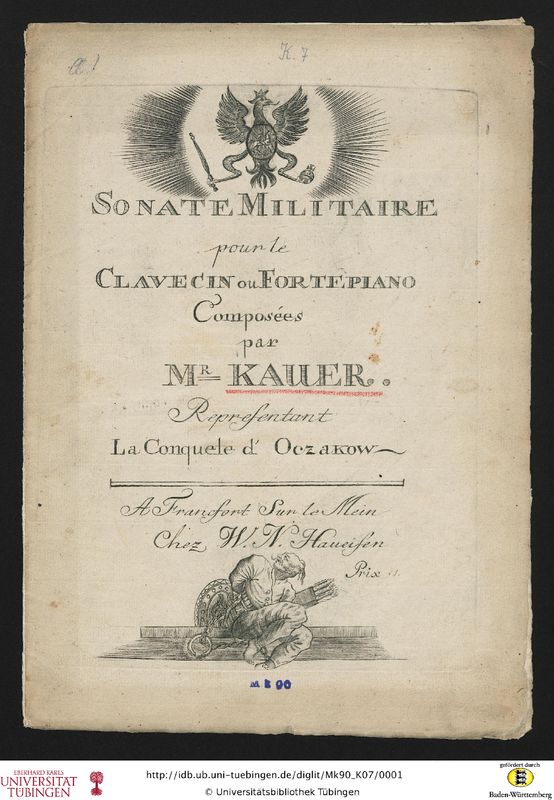 K. 7
SONATE MILITAIRE
pour le
CLAVECIN ou FORTEPIANO
Composées
par
MR KAUER.
Repreſentant
La Conquete d' Oczakow
A Francfort Sur le Mein
Chez W. N. Haueiſen
Prix
M k 90
EBERHARD KARLS
UNIVERSITÄT
TÜBINGEN
http://idb.ub.uni-tuebingen.de/diglit/Mk90_K07/0001
© Universitätsbibliothek Tübingen
gefördert durch
Baden-Württemberg